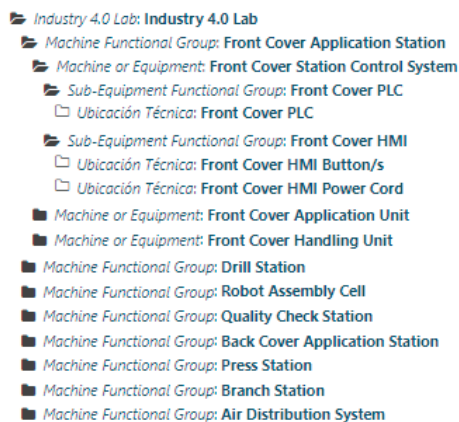 Industry 4.0 Lab: Industry 4.0 Lab
Machine Functional Group: Front Cover Application Station
Machine or Equipment: Front Cover Station Control System
Sub-Equipment Functional Group: Front Cover PLC
Ubicación Técnica: Front Cover PLC
Sub-Equipment Functional Group: Front Cover HMI
Ubicación Técnica: Front Cover HMI Button/s
Ubicación Técnica: Front Cover HMI Power Cord
Machine or Equipment: Front Cover Application Unit
Machine or Equipment: Front Cover Handling Unit
Machine Functional Group: Drill Station
Machine Functional Group: Robot Assembly Cell
Machine Functional Group: Quality Check Station
Machine Functional Group: Back Cover Application Station
Machine Functional Group: Press Station
Machine Functional Group: Branch Station
Machine Functional Group: Air Distribution System